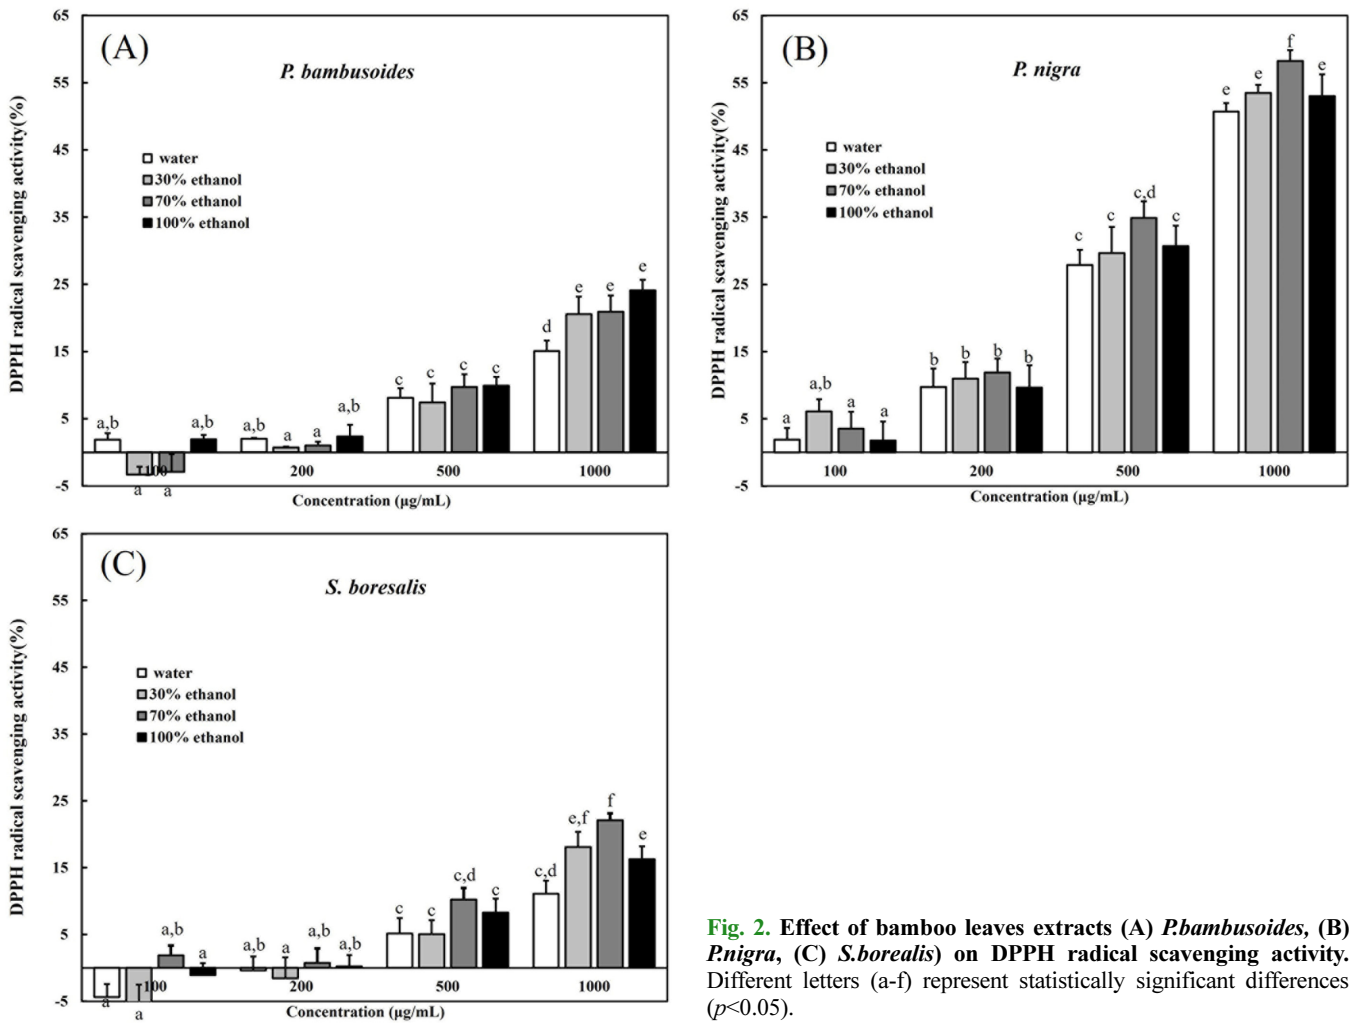 (A)
P. bambusoides
DPPH radical scavenging activity(%)
65
55
45
35
25
15
5
-5
water
30% ethanol
70% ethanol
100% ethanol
a,b
a
a
a,b
a,b
a
a
a,b
c
c
c
c
d
e
e
e
100
200
500
1000
Concentration (µg/mL)
(B)
P. nigra
DPPH radical scavenging activity(%)
65
55
45
35
25
15
5
-5
water
30% ethanol
70% ethanol
100% ethanol
a
a,b
a
a
b
b
b
b
c
c
c,d
c
e
e
f
e
100
200
500
1000
Concentration (µg/mL)
(C)
S. boresalis
DPPH radical scavenging activity(%)
65
55
45
35
25
15
5
-5
water
30% ethanol
70% ethanol
100% ethanol
a
a
a,b
a
a,b
a
a,b
a,b
c
c
c,d
c
c,d
e,f
f
e
100
200
500
1000
Concentration (µg/mL)
Fig. 2. Effect of bamboo leaves extracts (A) P.bambusoides, (B)
P.nigra, (C) S.borealis) on DPPH radical scavenging activity.
Different letters (a-f) represent statistically significant differences
(p<0.05).